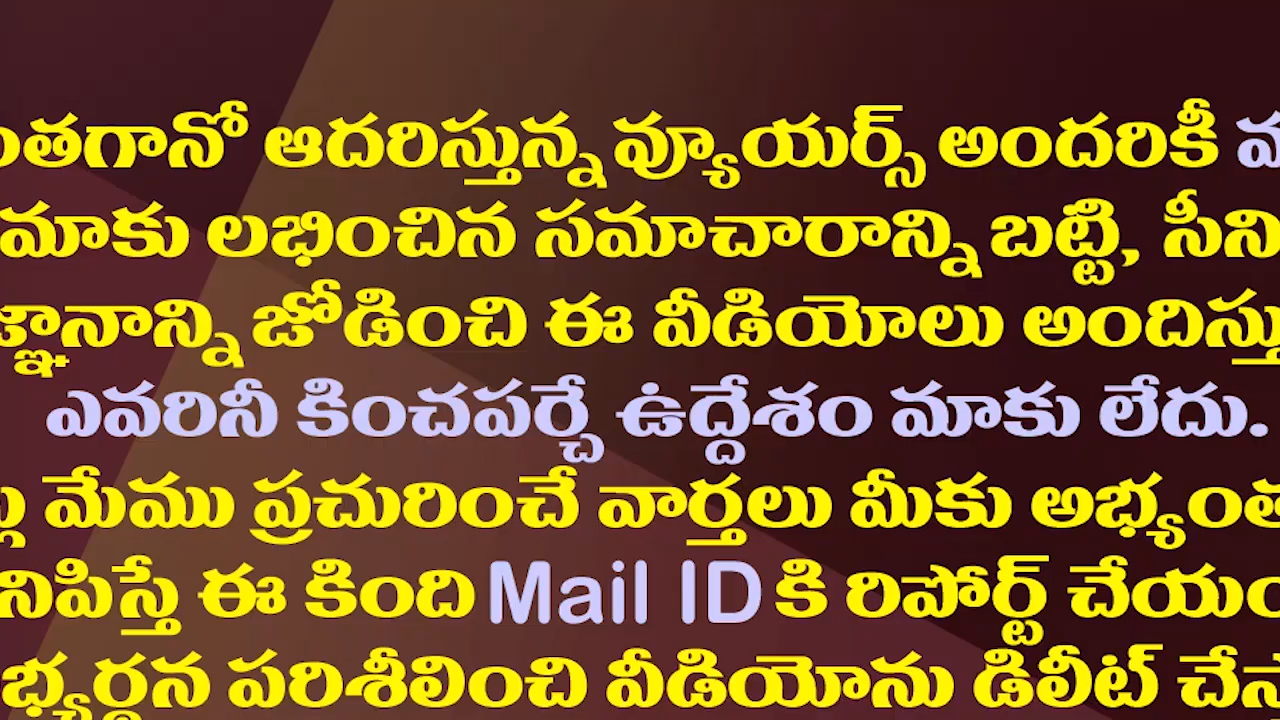 ంతగానో ఆదరిస్తున్న వ్యూయర్స్ అందరికీ
మాకు లభించిన సమాచారాన్ని బట్టి, సీని
జ్ఞానాన్ని జోడించి ఈ వీడియోలు అందిస్తు
ఎవరినీ కించపర్చే ఉద్దేశం మాకు లేదు.
మేము ప్రచురించే వార్తలు మీకు అభ్యంత
నిపిస్తే ఈ కింది Mail ID కి రిపోర్ట్ చేయం
భ్యర్థన పరిశీలించి వీడియోను డిలీట్ చేస